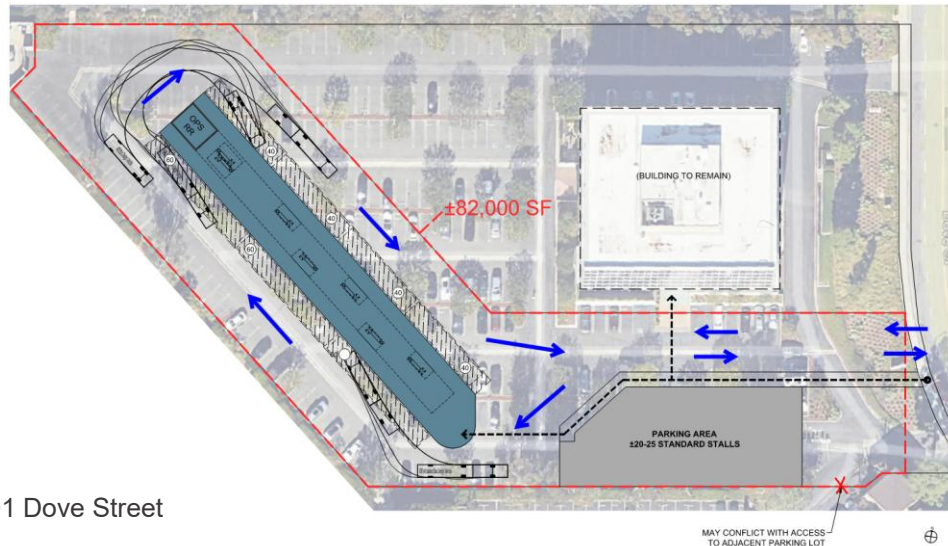 OPS
RR
60
40
±82,000 SF
(BUILDING TO REMAIN)
40
60
40
40
PARKING AREA
±20-25 STANDARD STALLS
1 Dove Street
MAY CONFLICT WITH ACCESS
TO ADJACENT PARKING LOT